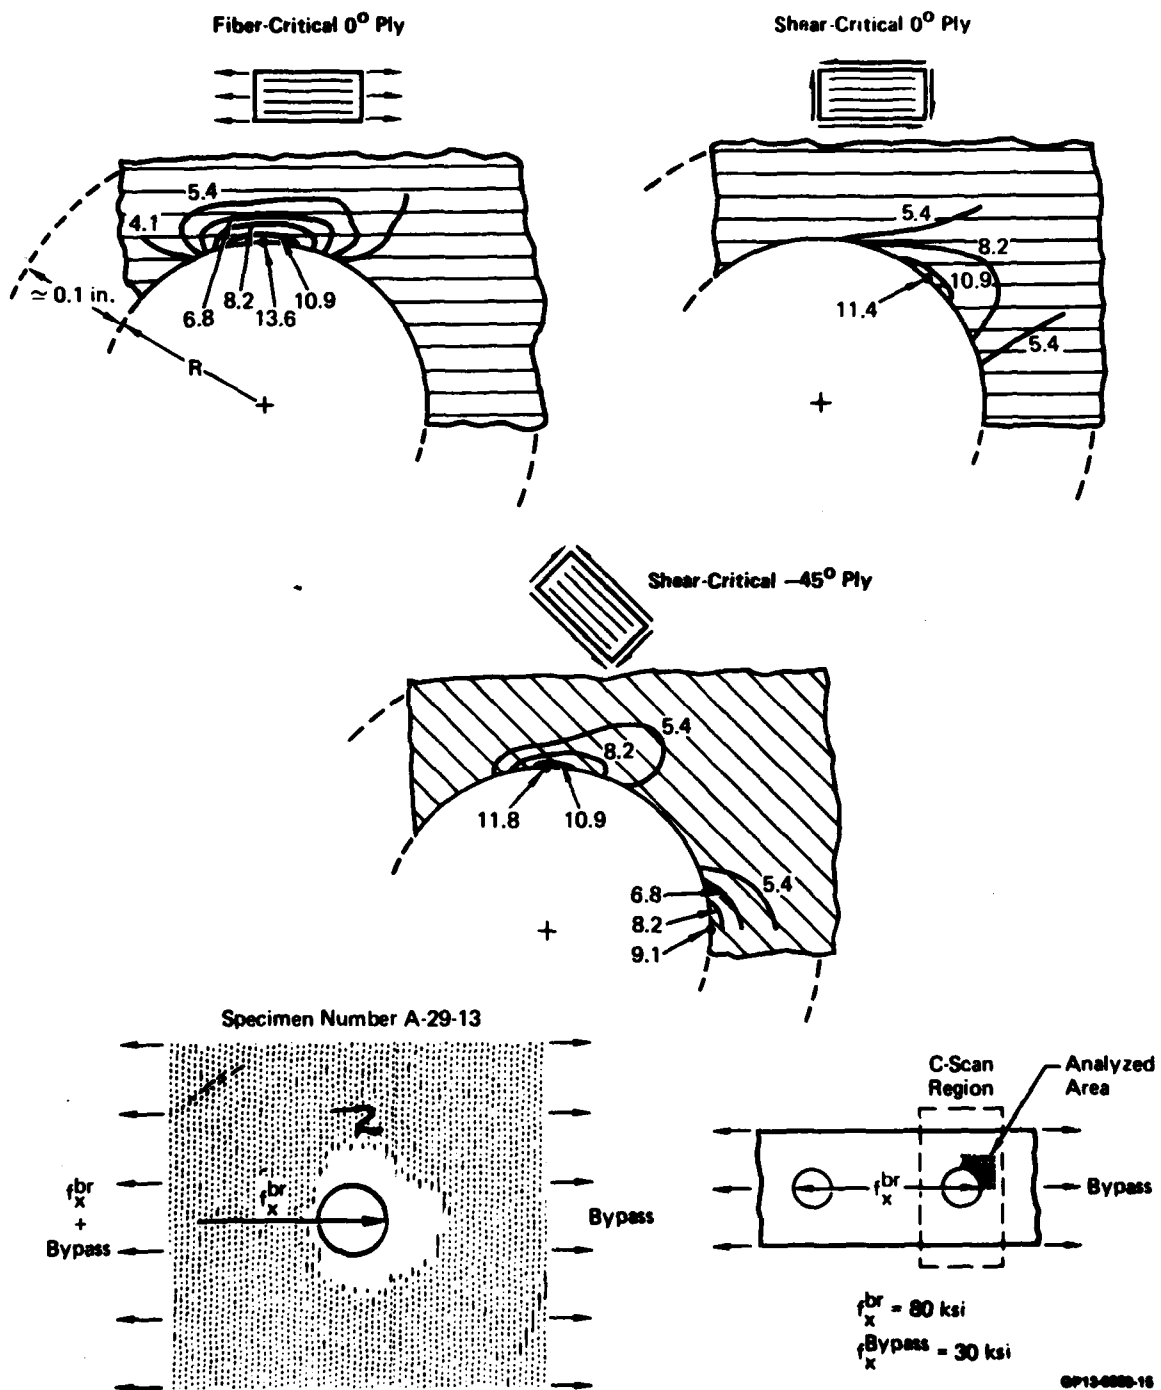 Fiber-Critical 0° Ply
Shear-Critical 0° Ply
5.4
4.1
≃ 0.1 in.
6.8
8.2
13.6
10.9
R
+
5.4
8.2
10.9
11.4
5.4
+
Shear-Critical –45° Ply
5.4
8.2
11.8
10.9
5.4
6.8
8.2
9.1
+
Specimen Number A-29-13
2
f_x^br
+
Bypass
f_x^br
Bypass
C-Scan
Region
Analyzed
Area
f_x^br
Bypass
f_x^br = 80 ksi
f_x^Bypass = 30 ksi